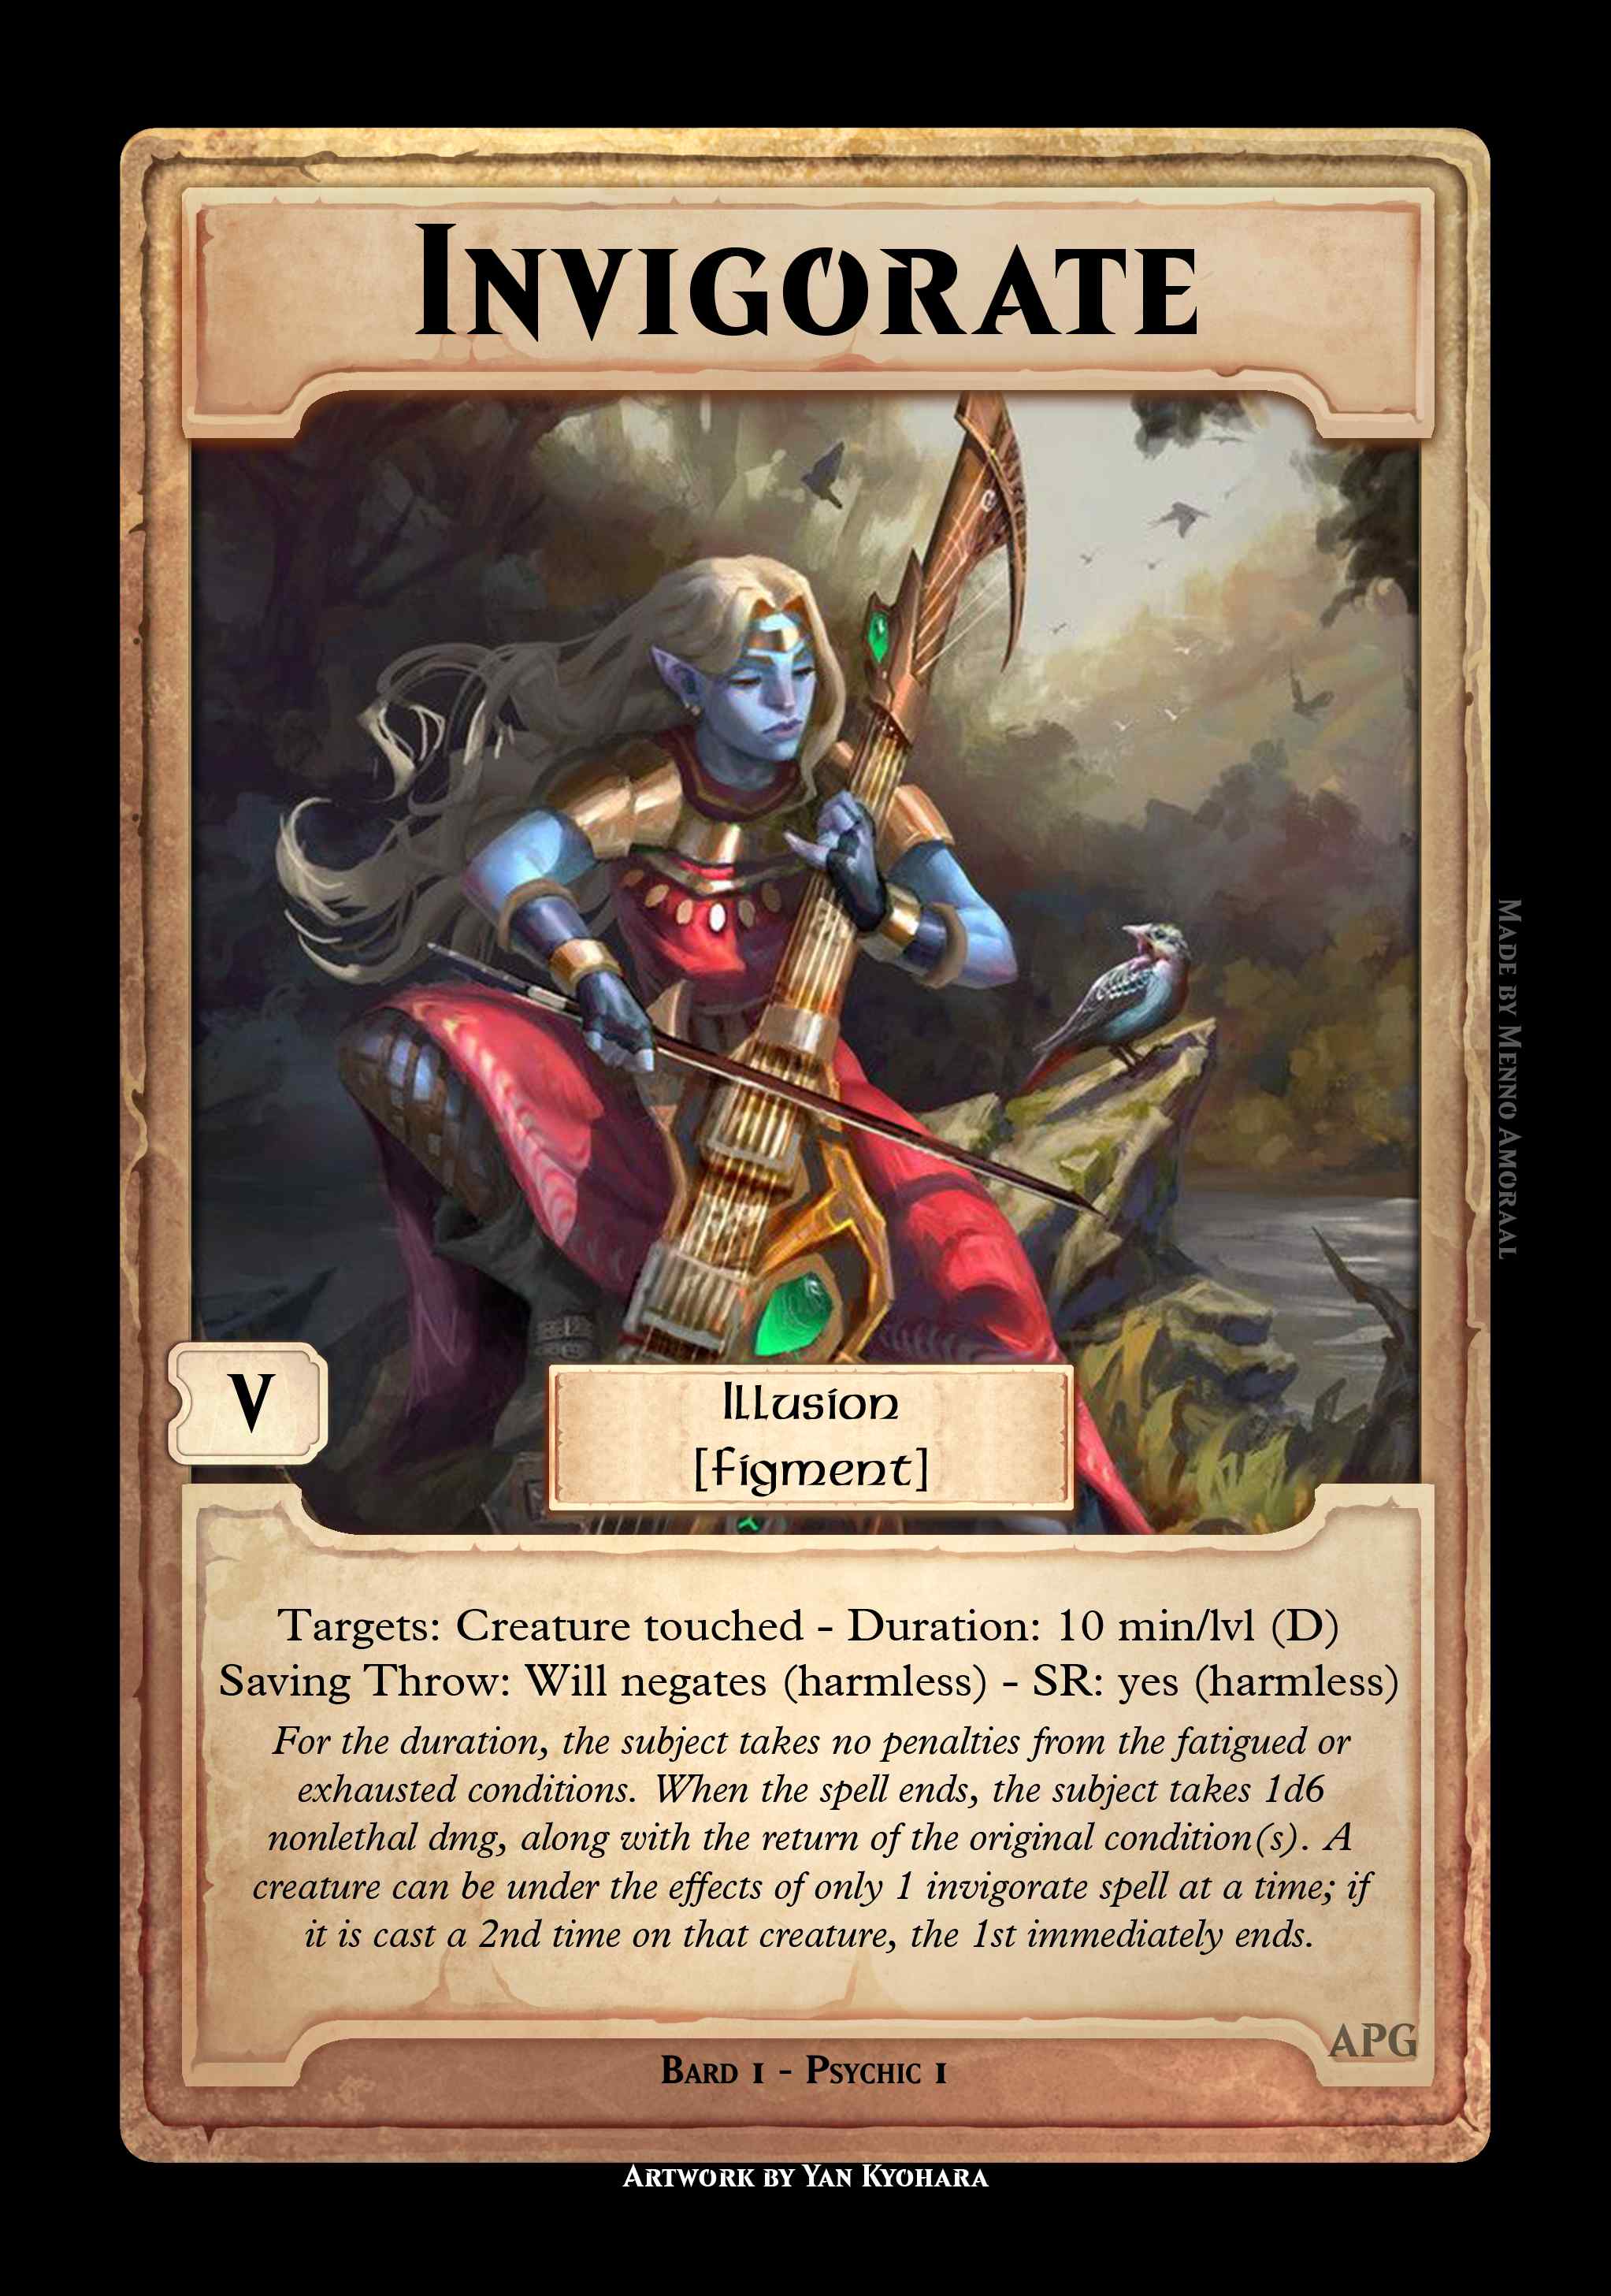 Invigorate
Made by Menno Amoraal
V
Illusion
[Figment]
Targets: Creature touched - Duration: 10 min/lvl (D)
Saving Throw: Will negates (harmless) - SR: yes (harmless)
For the duration, the subject takes no penalties from the fatigued or
exhausted conditions. When the spell ends, the subject takes 1d6
nonlethal dmg, along with the return of the original condition(s). A
creature can be under the effects of only 1 invigorate spell at a time; if
it is cast a 2nd time on that creature, the 1st immediately ends.
APG
Bard 1 - Psychic 1
Artwork by Yan Kyohara